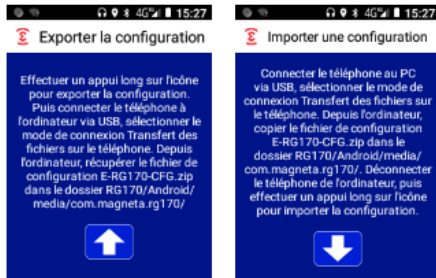 4G 15:27
Exporter la configuration
Effectuer un appui long sur l'icône
pour exporter la configuration.
Puis connecter le téléphone à
l'ordinateur via USB, sélectionner le
mode de connexion Transfert des
fichiers sur le téléphone. Depuis
l'ordinateur, récupérer le fichier de
configuration E-RG170-CFG.zip
dans le dossier RG170/Android/
media/com.magneta.rg170/
4G 15:27
Importer une configuration
Connecter le téléphone au PC
via USB, sélectionner le mode de
connexion Transfert des fichiers sur
le téléphone. Depuis l'ordinateur,
copier le fichier de configuration
E-RG170-CFG.zip dans le
dossier RG170/Android/media/
com.magneta.rg170/. Déconnecter
le téléphone de l'ordinateur, puis
effectuer un appui long sur l'icône
pour importer la configuration.